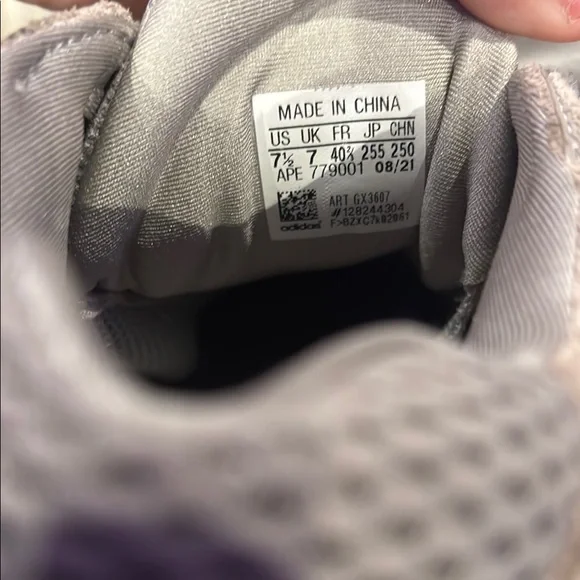 MADE IN CHINA
US UK FR JP CHN
7½ 7 40⅔ 255 250
APE 779001 08/21
ART GX3607
#128244304
adidas